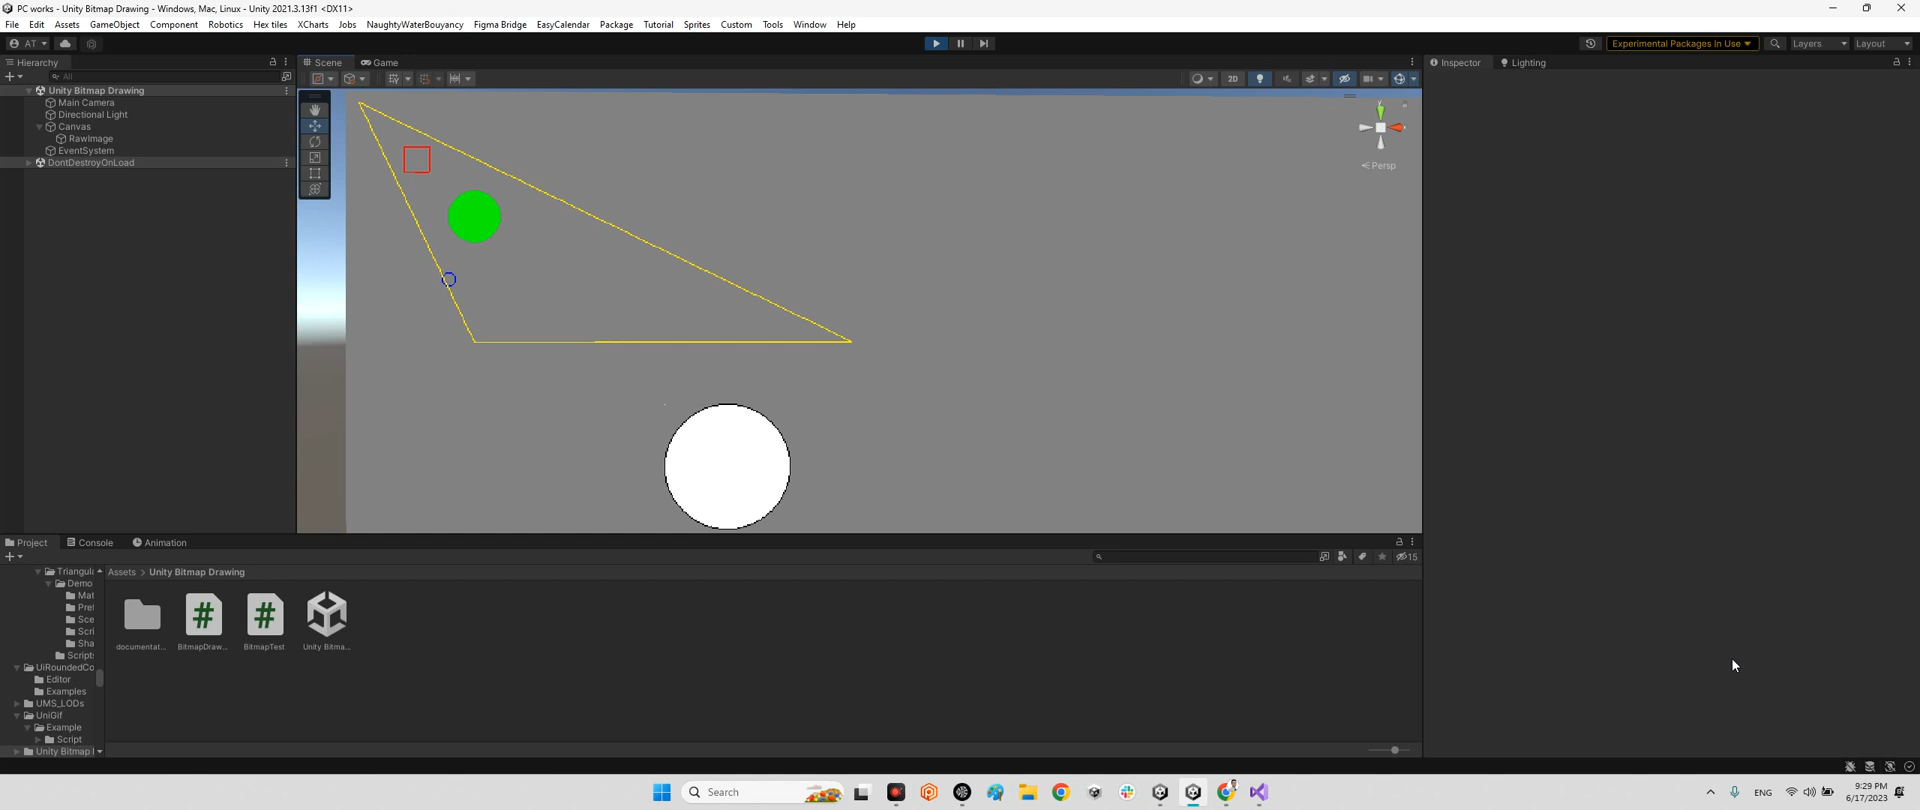 PC works - Unity Bitmap Drawing - Windows, Mac, Linux - Unity 2021.3.13f1 <DX11>
File Edit Assets GameObject Component Robotics Hex tiles XCharts Jobs NaughtyWaterBouyancy Figma Bridge EasyCalendar Package Tutorial Sprites Custom Tools Window Help
AT Experimental Packages In Use Layers Layout
Hierarchy Scene Game Inspector Lighting
All 2D
Unity Bitmap Drawing
Main Camera
Directional Light
Canvas
RawImage
EventSystem
DontDestroyOnLoad
y
Persp
Project Console Animation
15
Triangula
Demo
Mat
Pref
Sce
Scri
Sha
Scripts
UiRoundedCo
Editor
Examples
UMS_LODs
UniGif
Example
Script
Unity Bitmap
Assets > Unity Bitmap Drawing
documentat... BitmapDraw... BitmapTest Unity Bitma...
Search ENG 9:29 PM
6/17/2023